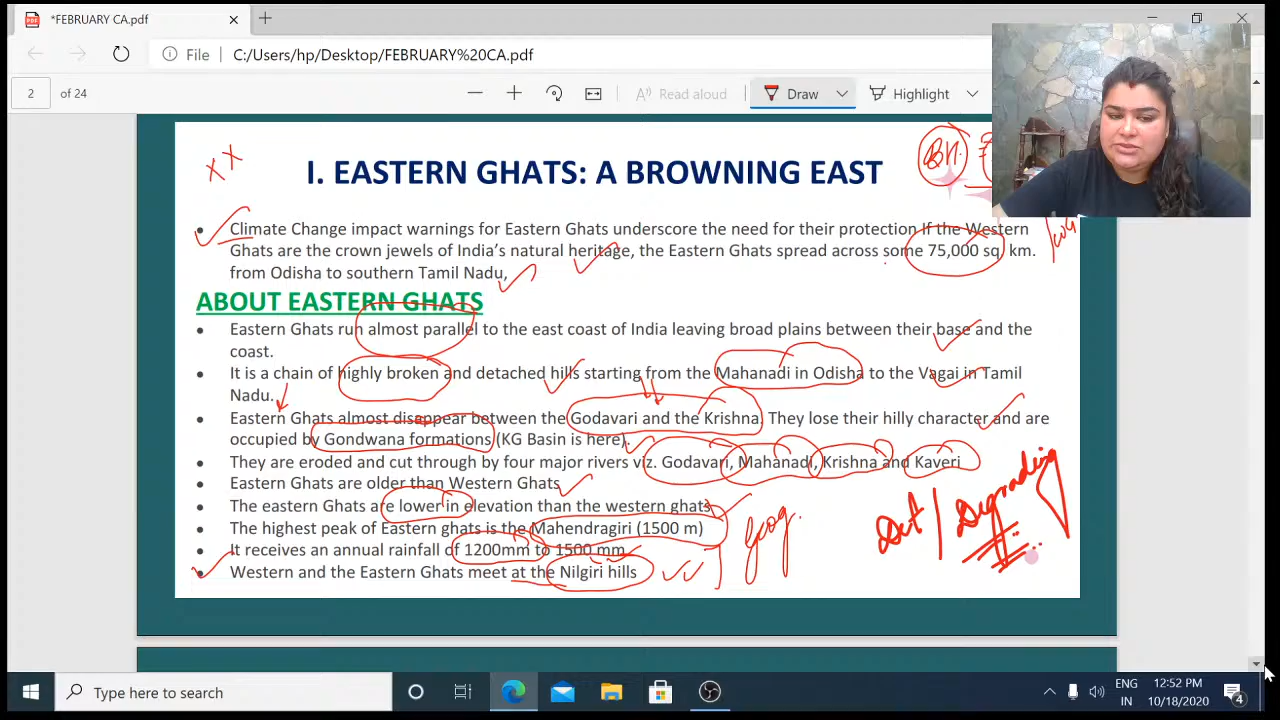 *FEBRUARY CA.pdf
File C:/Users/hp/Desktop/FEBRUARY%20CA.pdf
2 of 24 Read aloud Draw Highlight
XX
BH.
I. EASTERN GHATS: A BROWNING EAST
• Climate Change impact warnings for Eastern Ghats underscore the need for their protection If the Western
Ghats are the crown jewels of India's natural heritage, the Eastern Ghats spread across some 75,000 sq. km.
from Odisha to southern Tamil Nadu,
ABOUT EASTERN GHATS
• Eastern Ghats run almost parallel to the east coast of India leaving broad plains between their base and the
coast.
• It is a chain of highly broken and detached hills starting from the Mahanadi in Odisha to the Vagai in Tamil
Nadu.
• Eastern Ghats almost disappear between the Godavari and the Krishna. They lose their hilly character and are
occupied by Gondwana formations (KG Basin is here).
• They are eroded and cut through by four major rivers viz. Godavari, Mahanadi, Krishna and Kaveri
• Eastern Ghats are older than Western Ghats
• The eastern Ghats are lower in elevation than the western ghats
• The highest peak of Eastern ghats is the Mahendragiri (1500 m)
• It receives an annual rainfall of 1200mm to 1500 mm
• Western and the Eastern Ghats meet at the Nilgiri hills
Geog.
Det / Degrading
Type here to search
ENG
IN
12:52 PM
10/18/2020
4